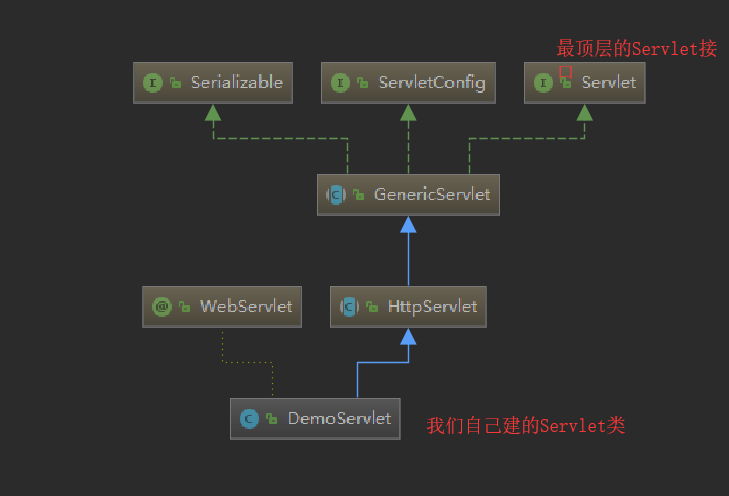 最顶层的Servlet接
Serializable
ServletConfig
Servlet
GenericServlet
WebServlet
HttpServlet
DemoServlet
我们自己建的Servlet类